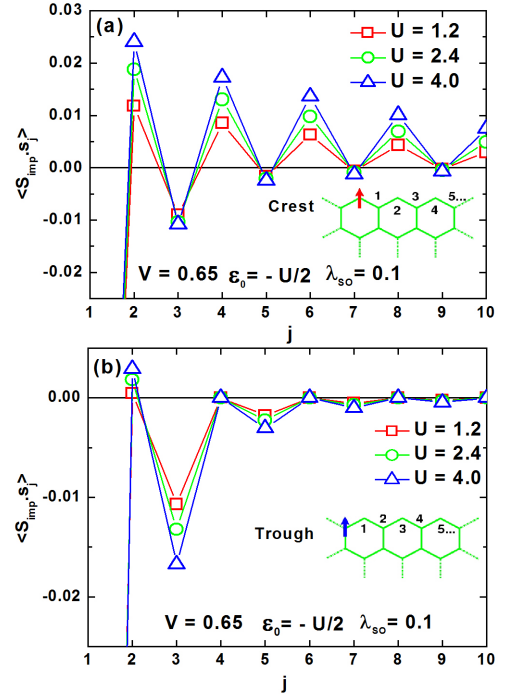 (a)
U = 1.2
U = 2.4
U = 4.0
0.03
0.02
0.01
0.00
-0.01
-0.02
<S_imp.s_j>
Crest
1 3 5...
2 4
V = 0.65 ε₀= - U/2 λ_SO= 0.1
1 2 3 4 5 6 7 8 9 10
j
(b)
0.00
-0.01
-0.02
<S_imp.s_j>
U = 1.2
U = 2.4
U = 4.0
Trough
2 4
1 3 5...
V = 0.65 ε₀= - U/2 λ_SO= 0.1
1 2 3 4 5 6 7 8 9 10
j